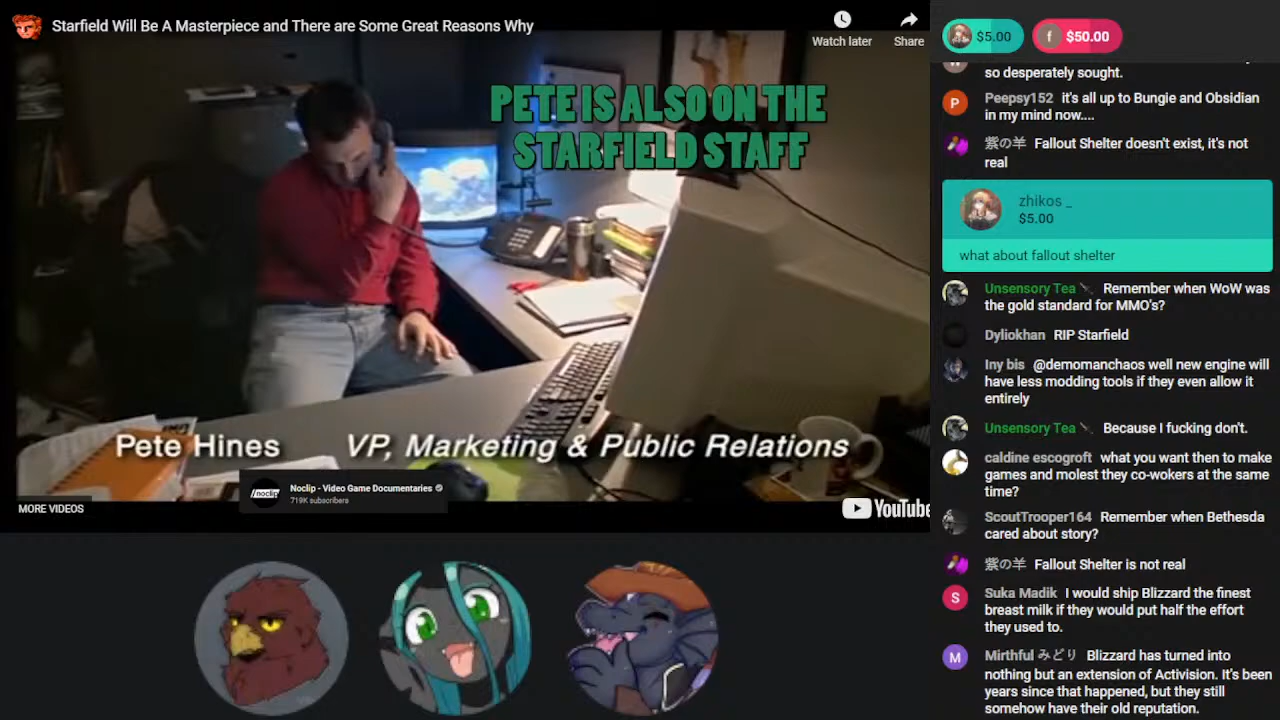 Starfield Will Be A Masterpiece and There are Some Great Reasons Why
Watch later
Share
PETE IS ALSO ON THE
STARFIELD STAFF
Pete Hines
VP, Marketing & Public Relations
/noclip
Noclip - Video Game Documentaries
719K subscribers
MORE VIDEOS
YouTube
$5.00
f
$50.00
so desperately sought.
P
Peepsy152 it's all up to Bungie and Obsidian
in my mind now....
紫の羊 Fallout Shelter doesn't exist, it's not
real
zhikos _
$5.00
what about fallout shelter
Unsensory Tea Remember when WoW was
the gold standard for MMO's?
Dyliokhan RIP Starfield
Iny bis @demomanchaos well new engine will
have less modding tools if they even allow it
entirely
Unsensory Tea Because I fucking don't.
caldine escogroft what you want then to make
games and molest they co-wokers at the same
time?
ScoutTrooper164 Remember when Bethesda
cared about story?
紫の羊 Fallout Shelter is not real
S
Suka Madik I would ship Blizzard the finest
breast milk if they would put half the effort
they used to.
M
Mirthful みどり Blizzard has turned into
nothing but an extension of Activision. It's been
years since that happened, but they still
somehow have their old reputation.